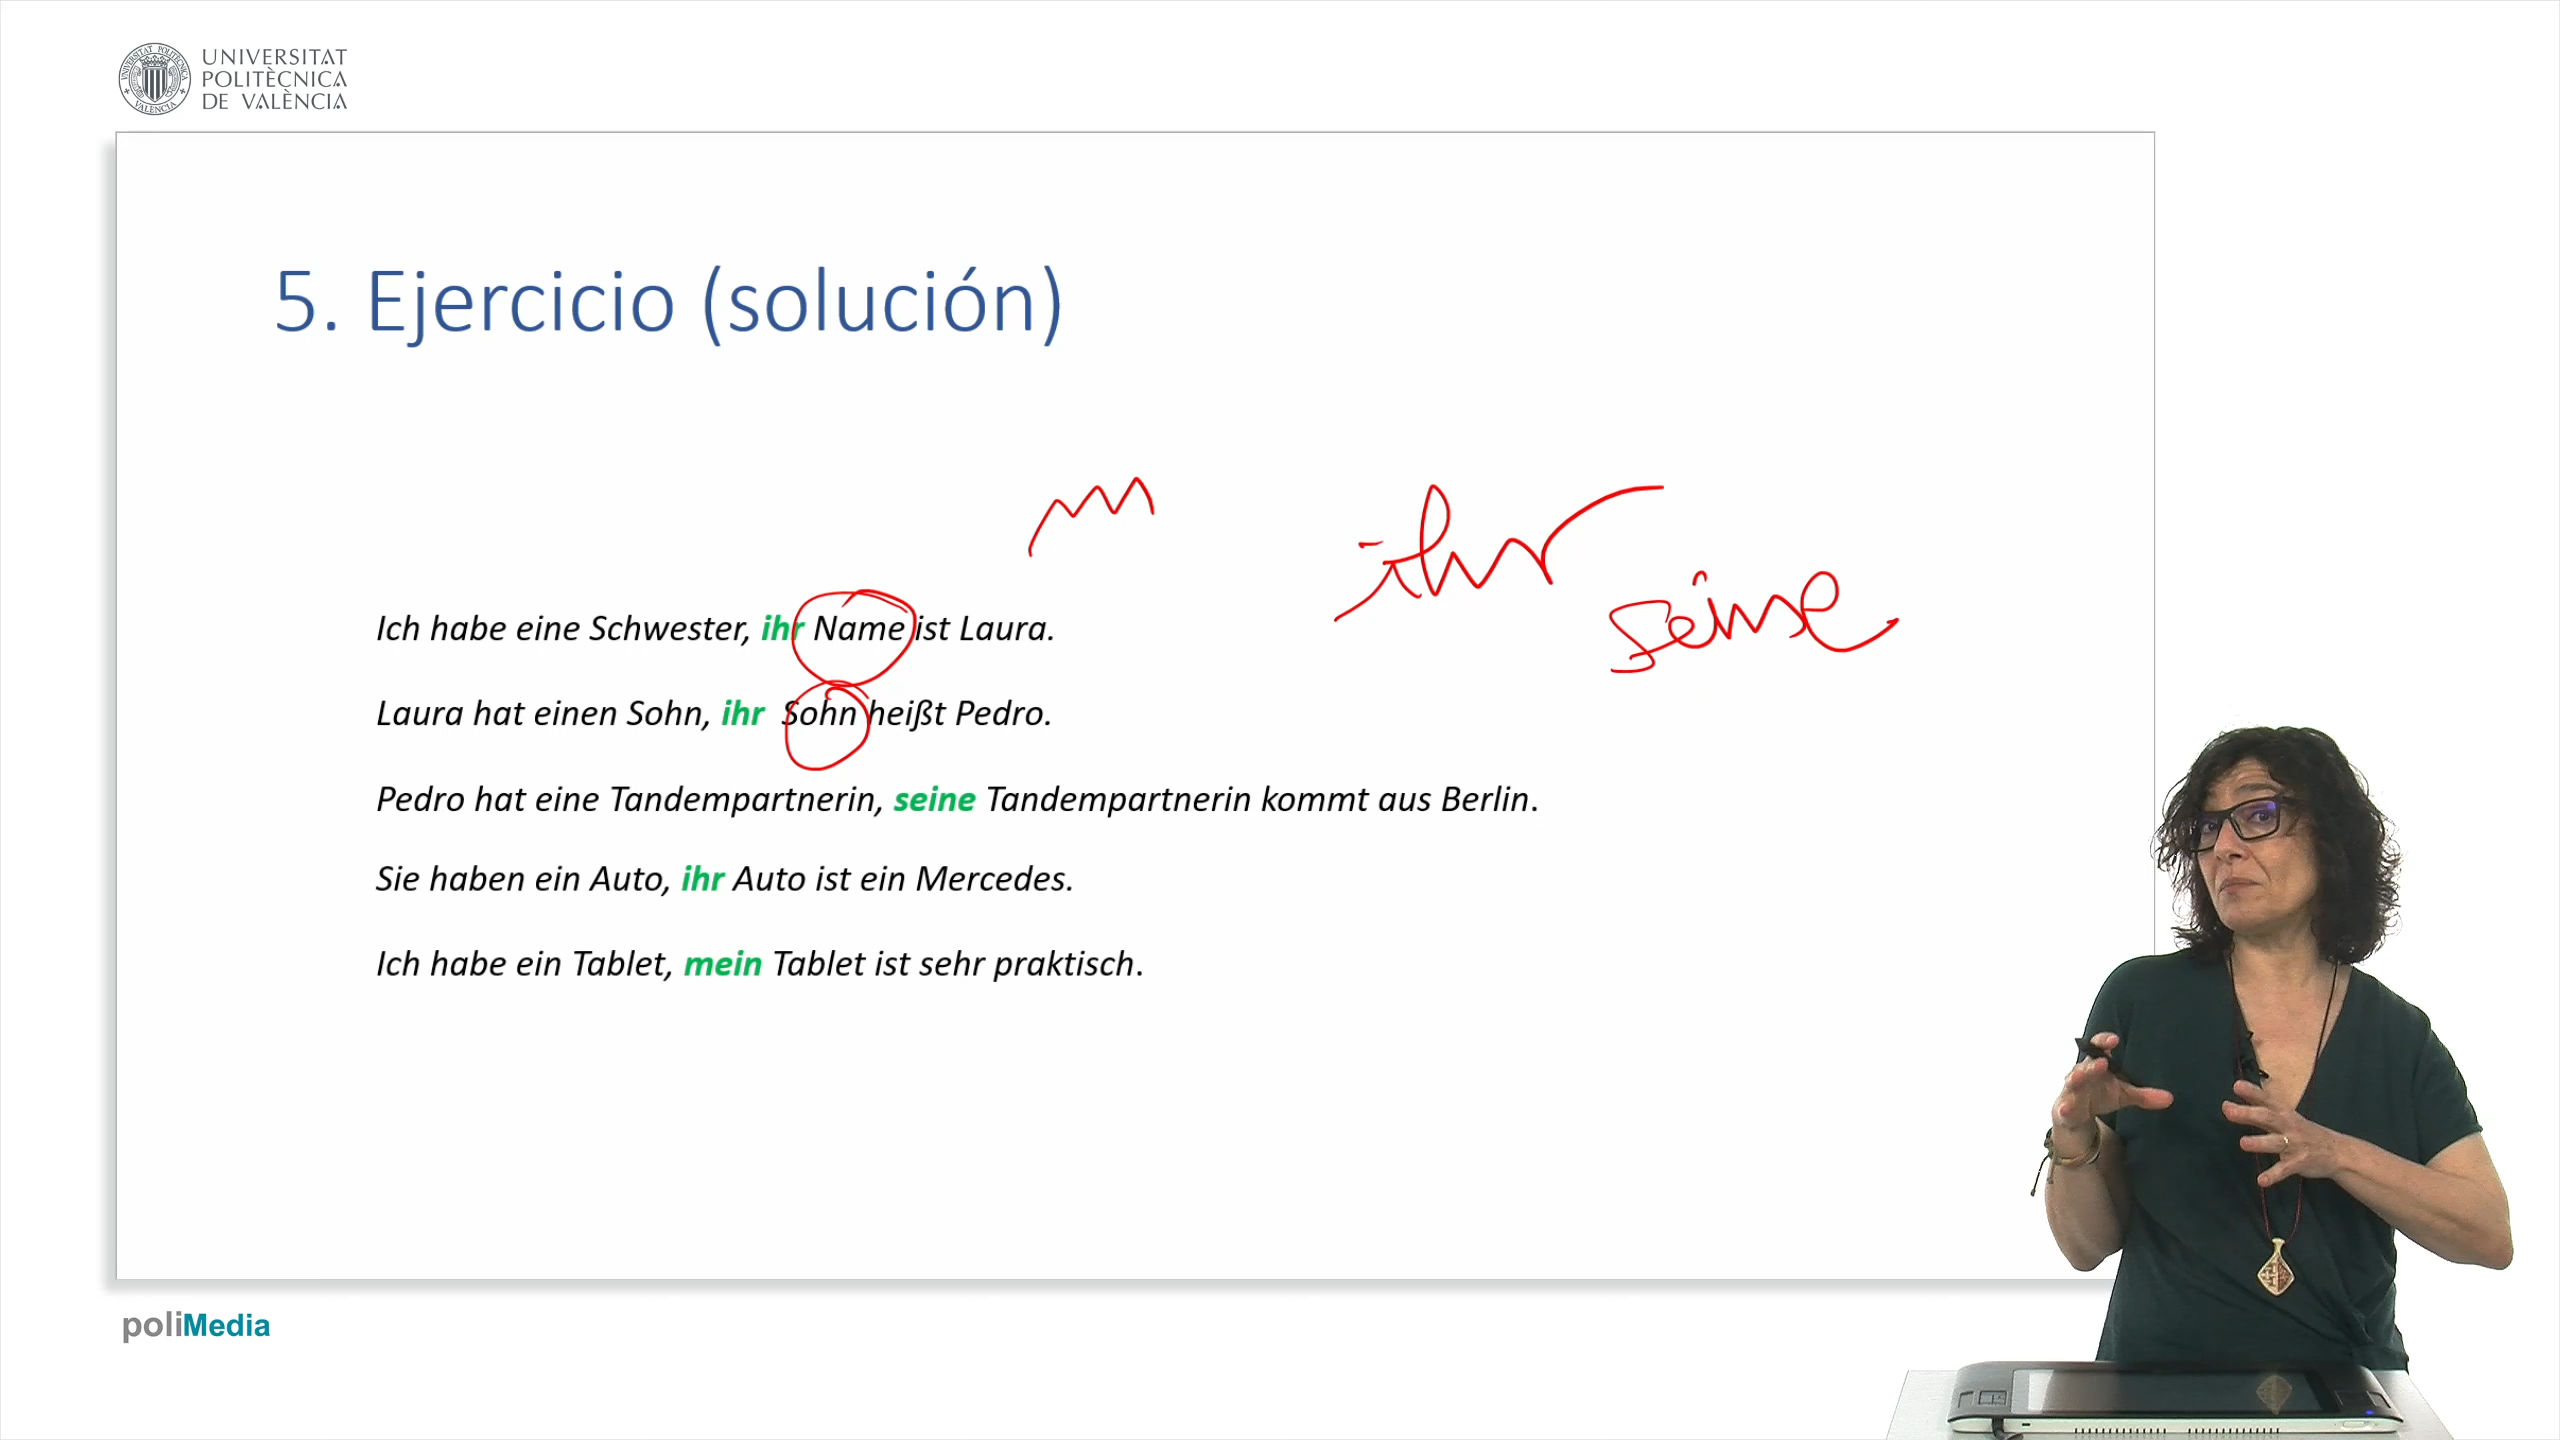 UNIVERSITAT
POLITÈCNICA
DE VALÈNCIA
5. Ejercicio (solución)
m
ihr
seine
Ich habe eine Schwester, ihr Name ist Laura.
Laura hat einen Sohn, ihr Sohn heißt Pedro.
Pedro hat eine Tandempartnerin, seine Tandempartnerin kommt aus Berlin.
Sie haben ein Auto, ihr Auto ist ein Mercedes.
Ich habe ein Tablet, mein Tablet ist sehr praktisch.
poliMedia